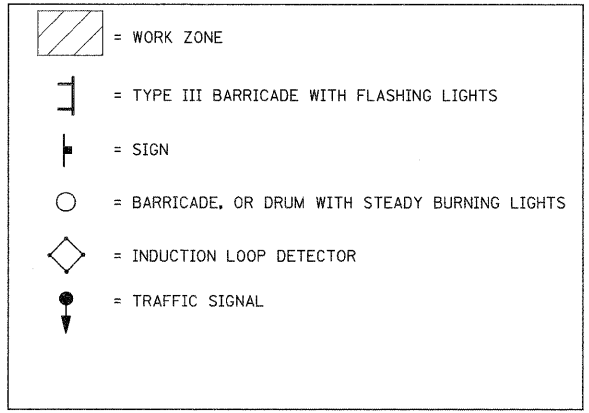 = WORK ZONE
= TYPE III BARRICADE WITH FLASHING LIGHTS
= SIGN
= BARRICADE, OR DRUM WITH STEADY BURNING LIGHTS
= INDUCTION LOOP DETECTOR
= TRAFFIC SIGNAL